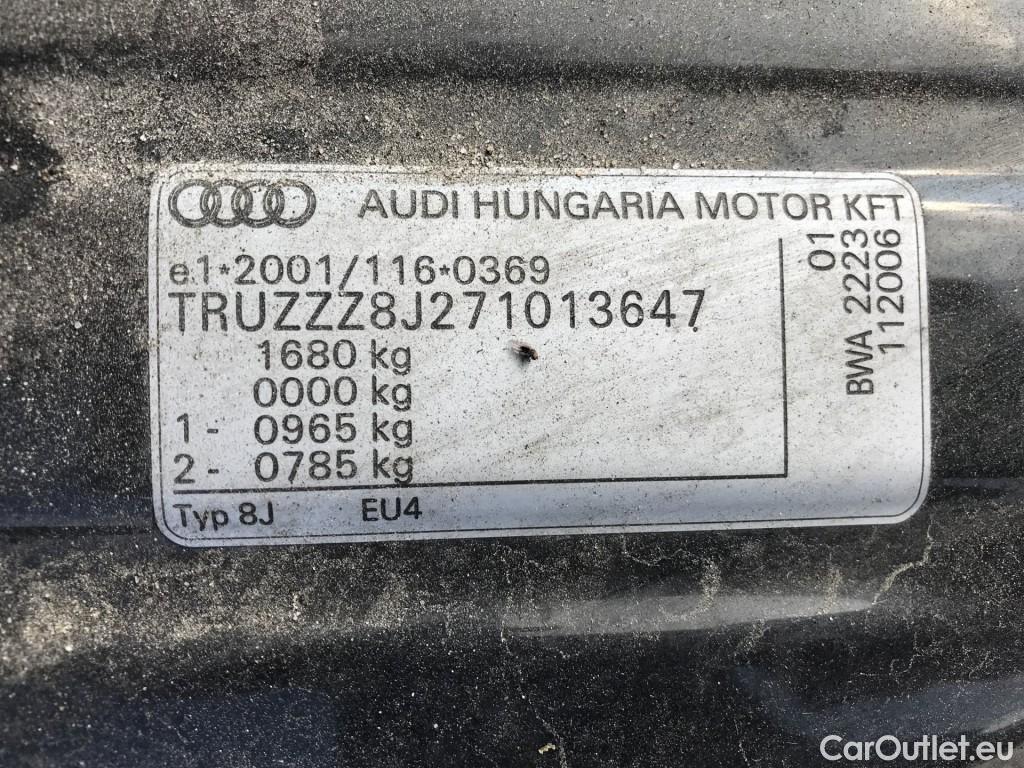 AUDI HUNGARIA MOTOR KFT
e1*2001/116*0369
TRUZZZ8J271013647
1680 kg
0000 kg
1 - 0965 kg
2 - 0785 kg
Typ 8J EU4
01
BWA 2223
112006
CarOutlet.eu